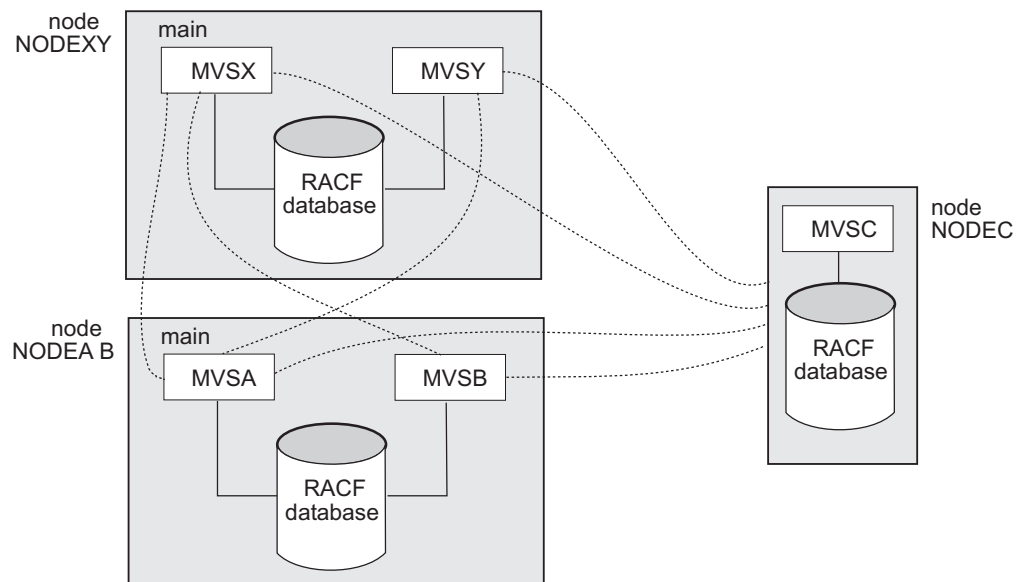 node
NODEXY
main
MVSX
MVSY
RACF
database
node
NODEC
MVSC
RACF
database
node
NODEA B
main
MVSA
MVSB
RACF
database